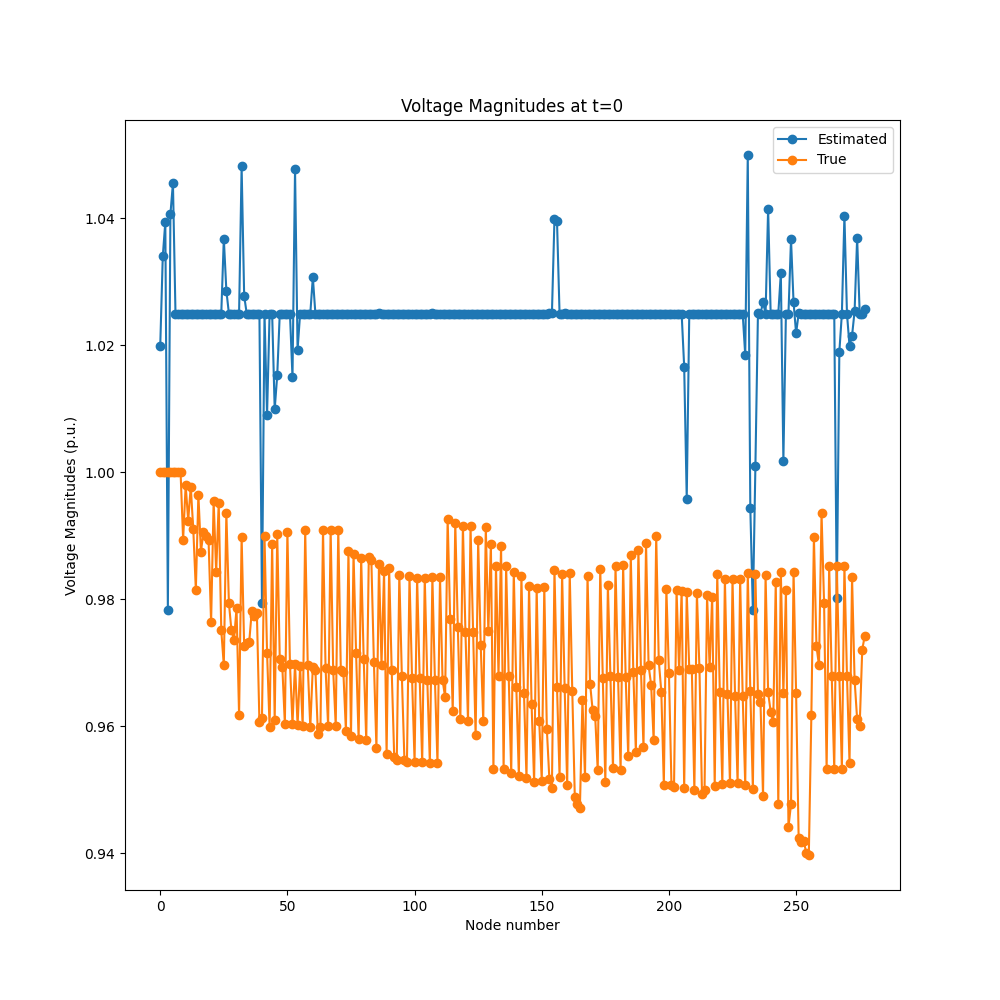 Voltage Magnitudes at t=0
Estimated
True
Voltage Magnitudes (p.u.)
1.04
1.02
1.00
0.98
0.96
0.94
0 50 100 150 200 250
Node number